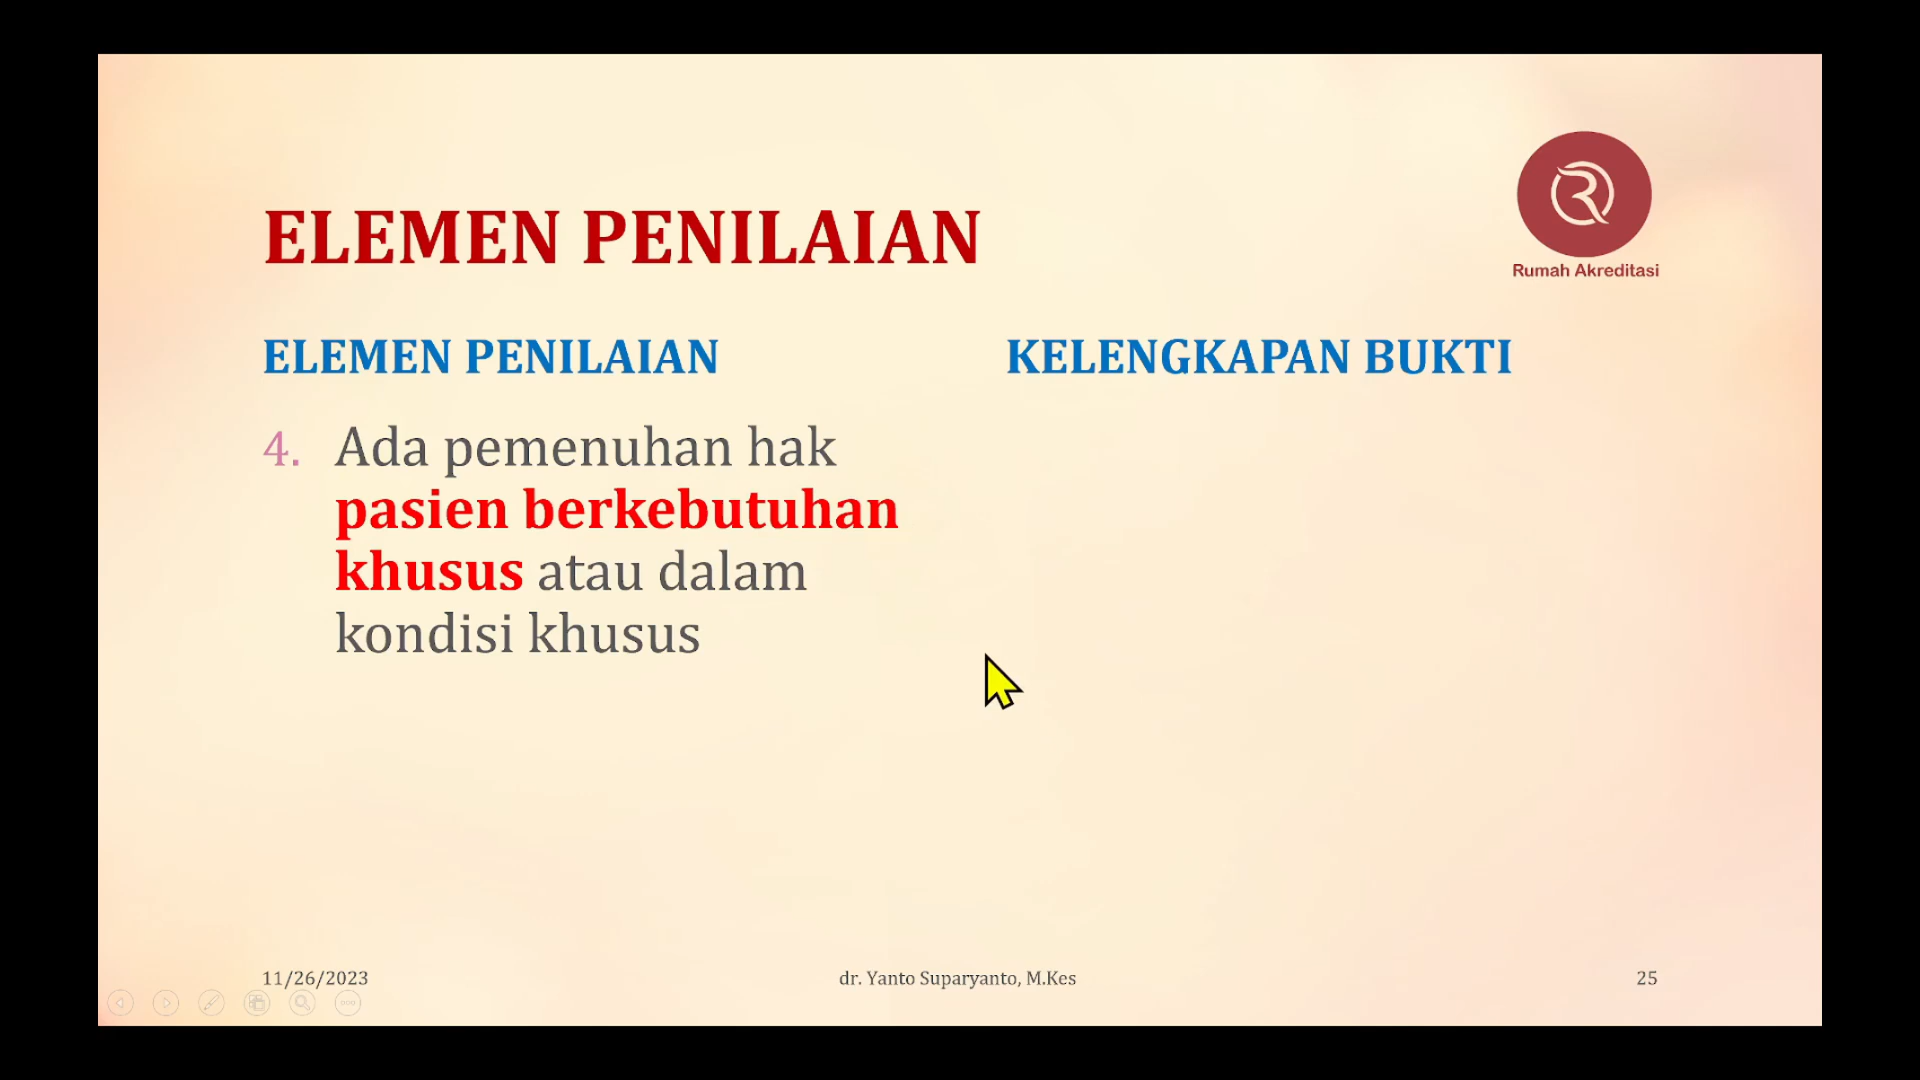 ELEMEN PENILAIAN
Rumah Akreditasi
ELEMEN PENILAIAN
4. Ada pemenuhan hak
pasien berkebutuhan
khusus atau dalam
kondisi khusus
KELENGKAPAN BUKTI
11/26/2023
dr. Yanto Suparyanto, M.Kes
25